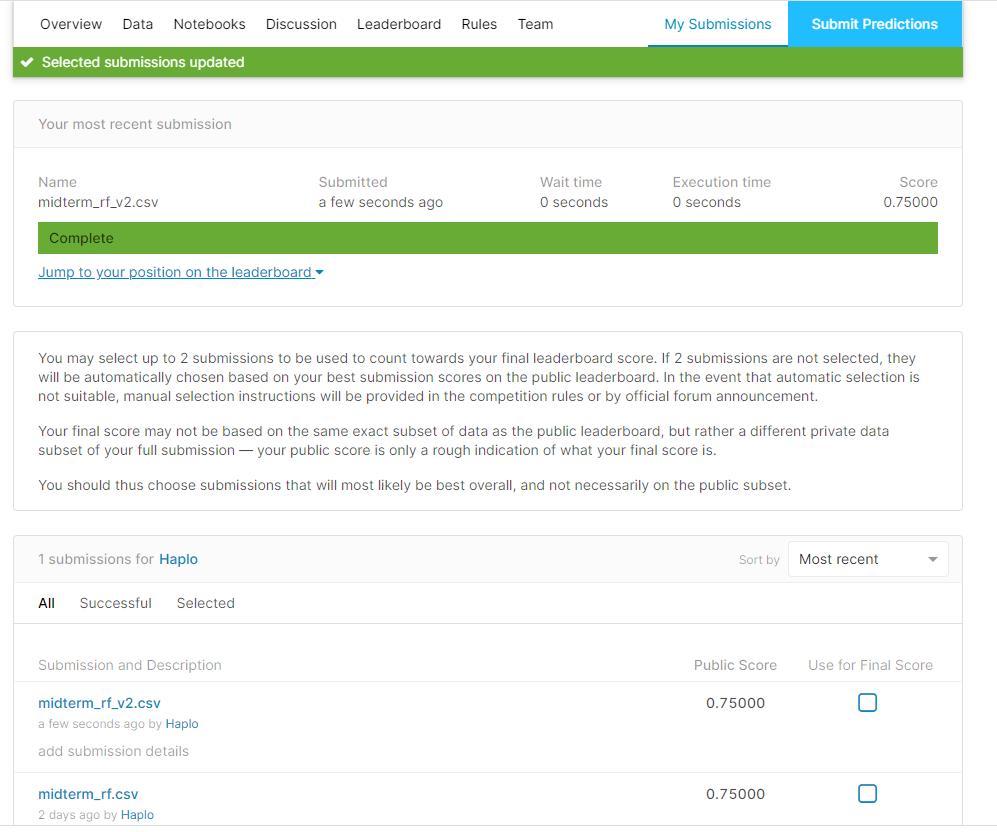 Overview Data Notebooks Discussion Leaderboard Rules Team My Submissions Submit Predictions
Selected submissions updated
Your most recent submission
Name Submitted Wait time Execution time Score
midterm_rf_v2.csv a few seconds ago 0 seconds 0 seconds 0.75000
Complete
Jump to your position on the leaderboard
You may select up to 2 submissions to be used to count towards your final leaderboard score. If 2 submissions are not selected, they
will be automatically chosen based on your best submission scores on the public leaderboard. In the event that automatic selection is
not suitable, manual selection instructions will be provided in the competition rules or by official forum announcement.
Your final score may not be based on the same exact subset of data as the public leaderboard, but rather a different private data
subset of your full submission — your public score is only a rough indication of what your final score is.
You should thus choose submissions that will most likely be best overall, and not necessarily on the public subset.
1 submissions for Haplo Sort by Most recent
All Successful Selected
Submission and Description Public Score Use for Final Score
midterm_rf_v2.csv 0.75000
a few seconds ago by Haplo
add submission details
midterm_rf.csv 0.75000
2 days ago by Haplo